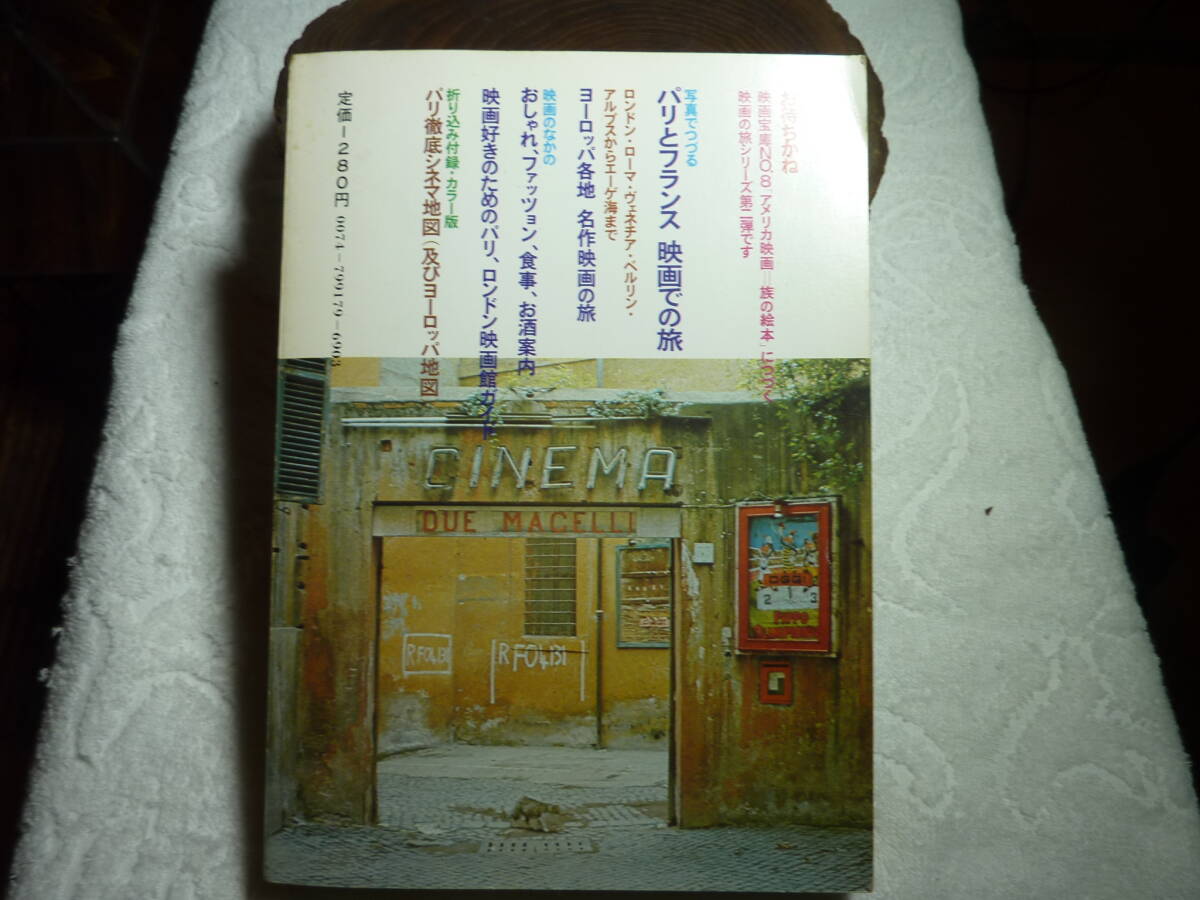 お待ちかね
映画宝庫NO.8「アメリカ映画=旅の絵本」につづく
映画の旅シリーズ第二弾です
写真でつづる
パリとフランス 映画での旅
ロンドン・ローマ・ヴェネチア・ベルリン・
アルプスからエーゲ海まで
ヨーロッパ各地 名作映画の旅
映画のなかの
おしゃれ、ファッション、食事、お酒案内
映画好きのためのパリ、ロンドン映画館ガイド
折り込み付録・カラー版
パリ徹底シネマ地図(及びヨーロッパ地図
定価1280円 0074-799179-6903
CINEMA
DUE MACELLI
RF04131
RF04131
2 1 3